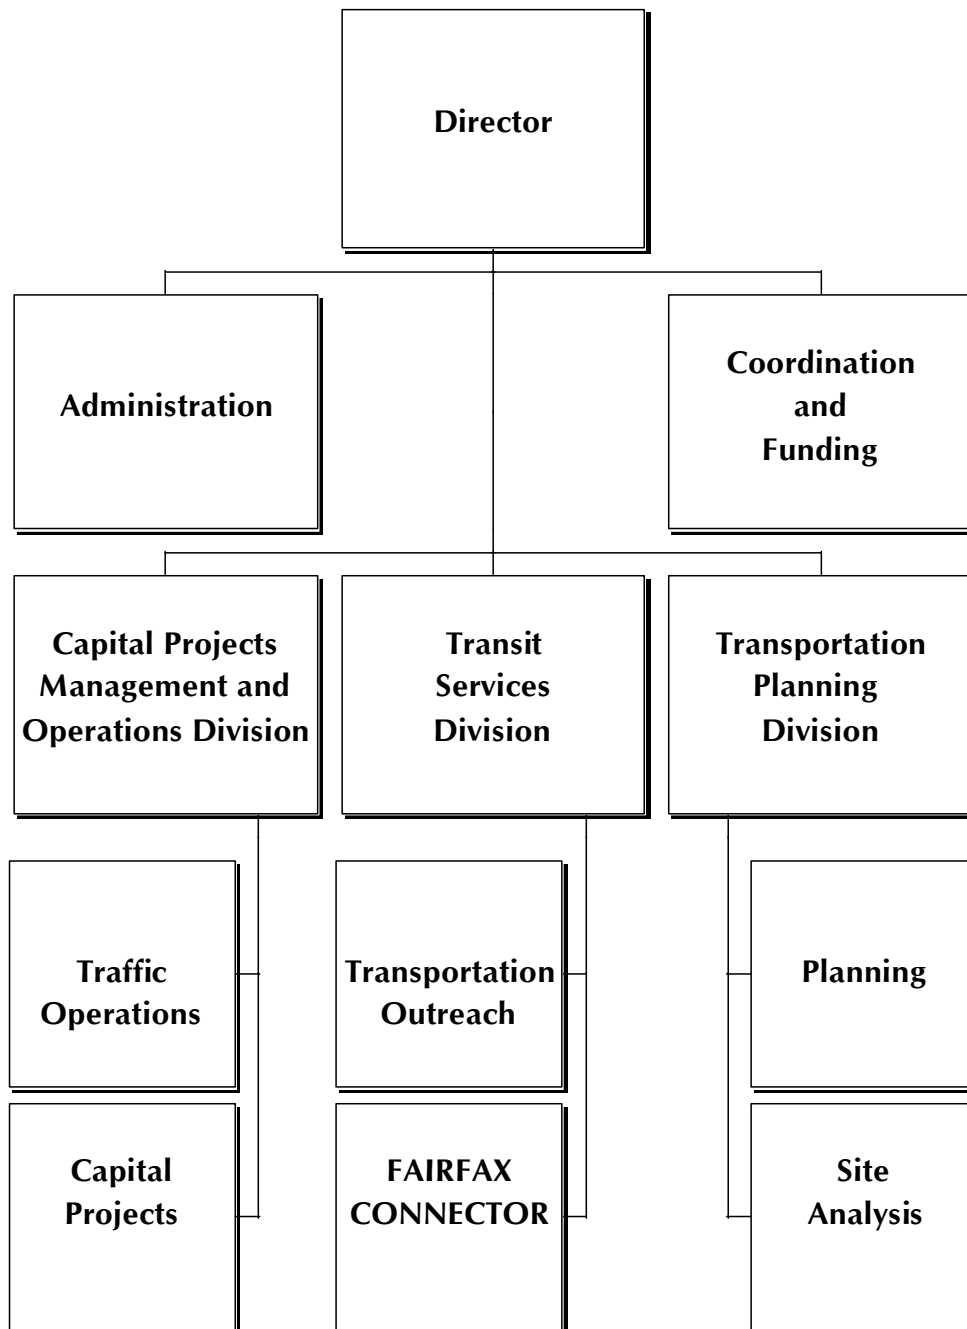 Director
Administration
Coordination
and
Funding
Capital Projects
Management and
Operations Division
Transit
Services
Division
Transportation
Planning
Division
Traffic
Operations
Transportation
Outreach
Planning
Capital
Projects
FAIRFAX
CONNECTOR
Site
Analysis